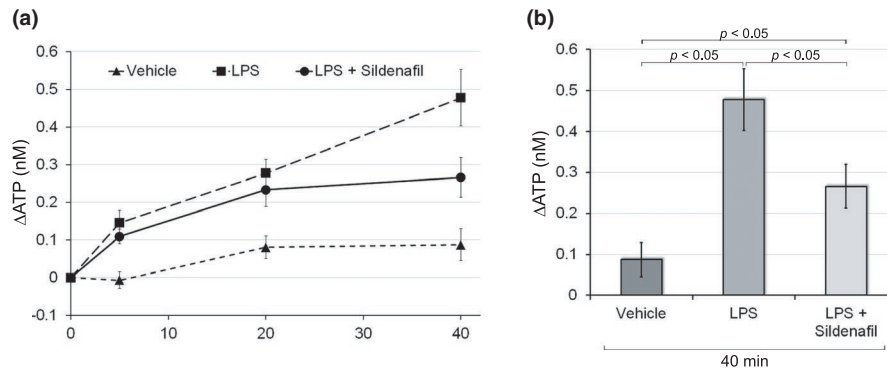 (a)
0.6
0.5
0.4
0.3
0.2
0.1
0
-0.1
ΔATP (nM)
Vehicle LPS LPS + Sildenafil
0 10 20 30 40
(b)
p < 0.05
p < 0.05 p < 0.05
0.6
0.5
0.4
0.3
0.2
0.1
0
ΔATP (nM)
Vehicle LPS LPS +
Sildenafil
40 min